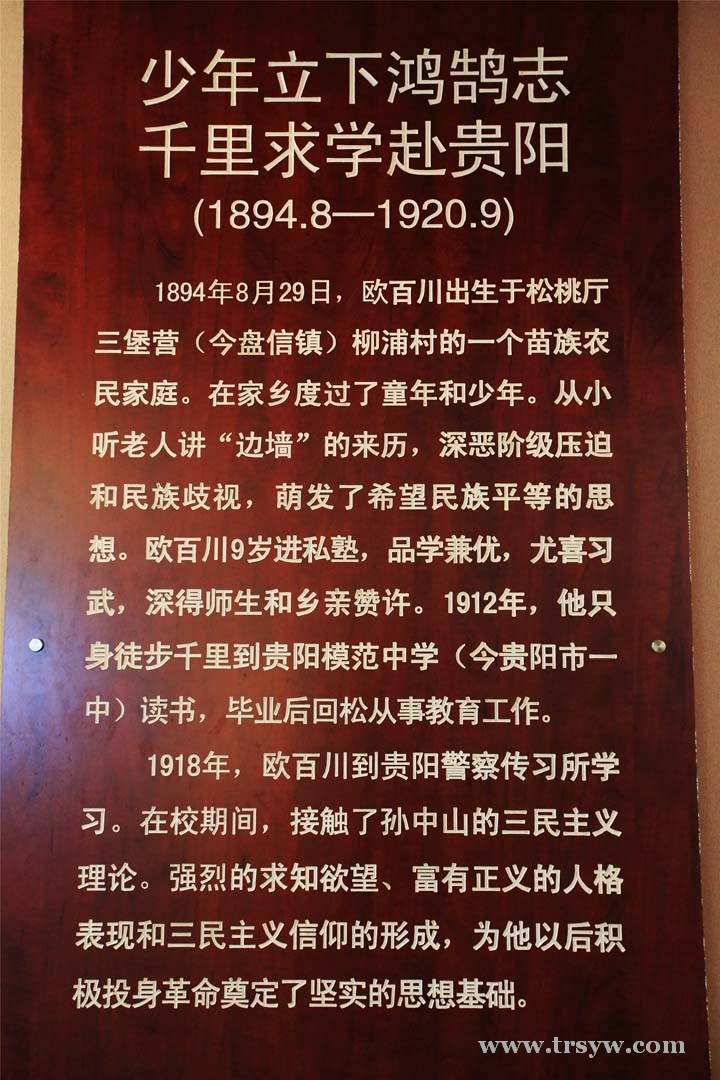 少年立下鸿鹄志
千里求学赴贵阳
(1894.8—1920.9)
1894年8月29日，欧百川出生于松桃厅
三堡营（今盘信镇）柳浦村的一个苗族农
民家庭。在家乡度过了童年和少年。从小
听老人讲“边墙”的来历，深恶阶级压迫
和民族歧视，萌发了希望民族平等的思
想。欧百川9岁进私塾，品学兼优，尤喜习
武，深得师生和乡亲赞许。1912年，他只
身徒步千里到贵阳模范中学（今贵阳市一
中）读书，毕业后回松从事教育工作。
1918年，欧百川到贵阳警察传习所学
习。在校期间，接触了孙中山的三民主义
理论。强烈的求知欲望、富有正义的人格
表现和三民主义信仰的形成，为他以后积
极投身革命奠定了坚实的思想基础。
www.trsyw.com